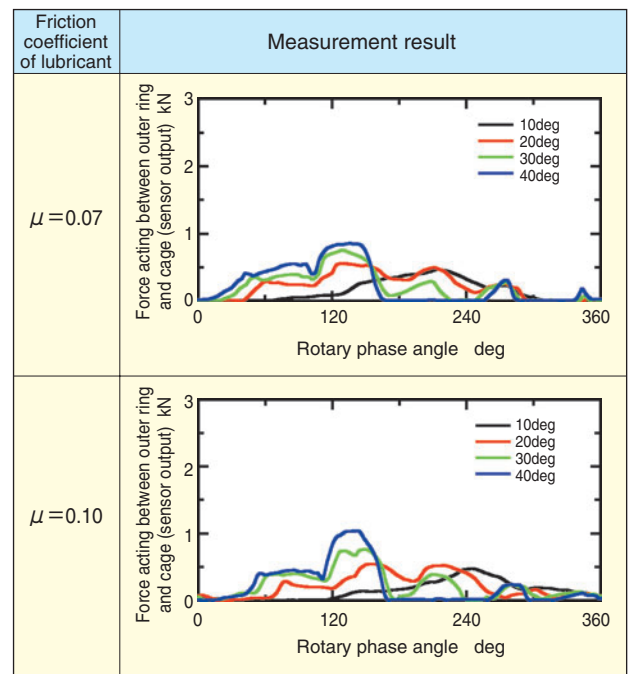 Friction
coefficient
of lubricant
Measurement result
μ=0.07
Force acting between outer ring
and cage (sensor output) kN
3
2
1
0
10deg
20deg
30deg
40deg
0 120 240 360
Rotary phase angle deg
μ=0.10
Force acting between outer ring
and cage (sensor output) kN
3
2
1
0
10deg
20deg
30deg
40deg
0 120 240 360
Rotary phase angle deg